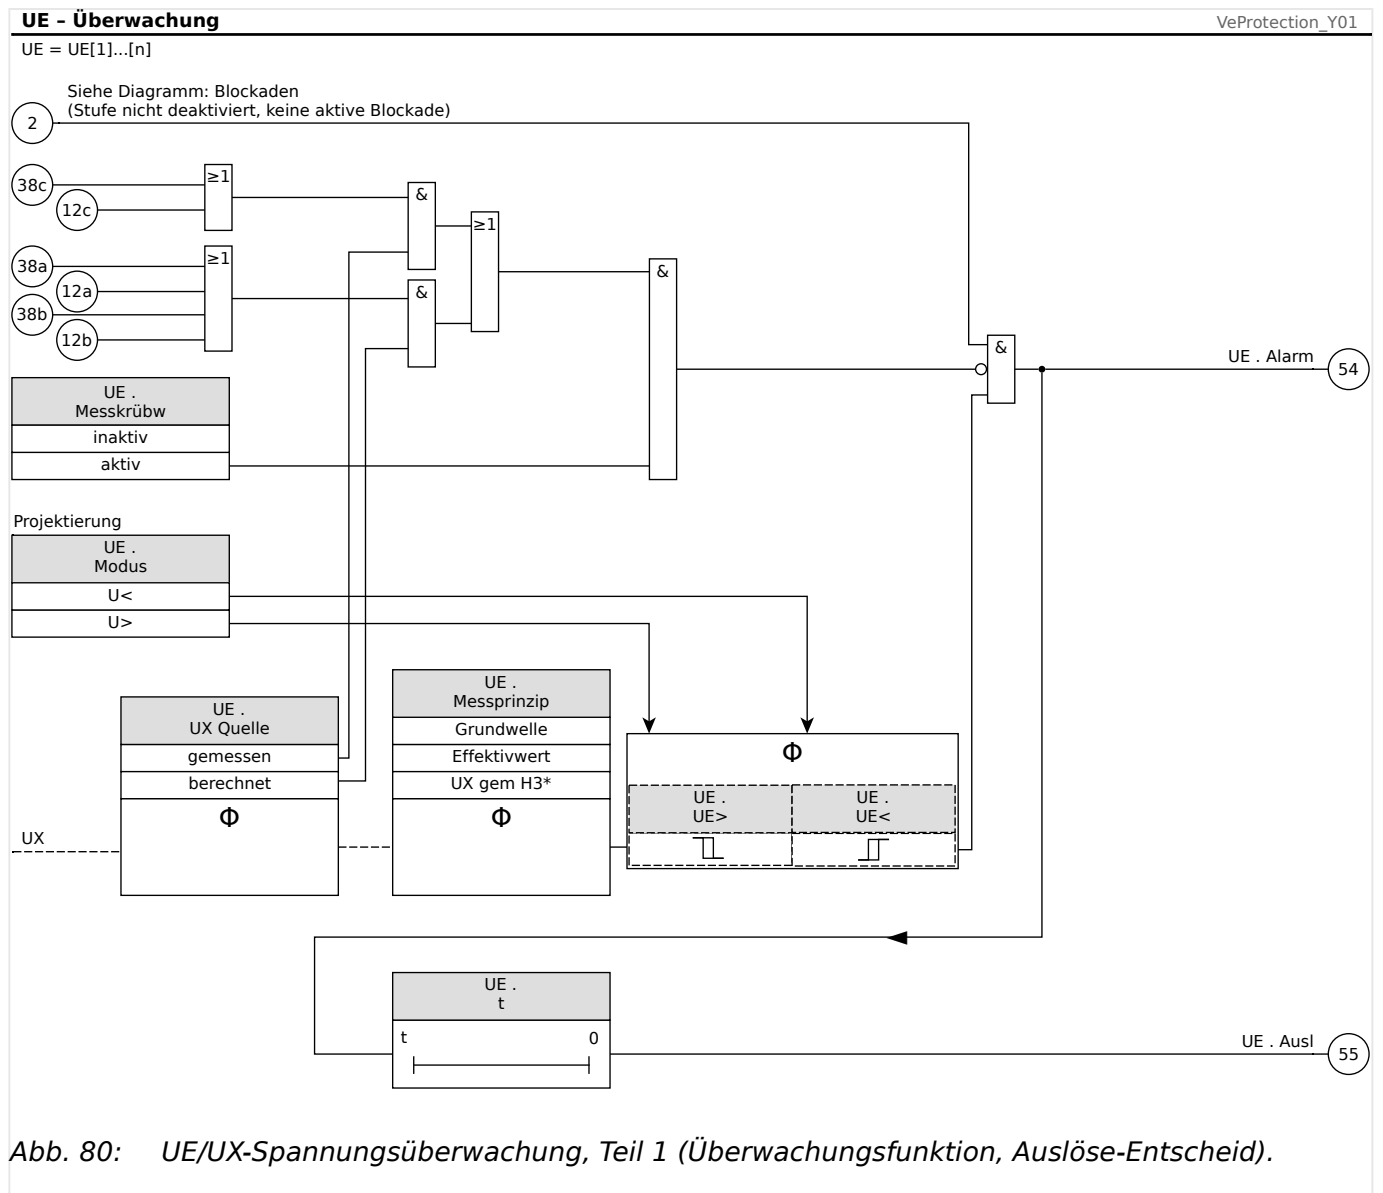 UE – Überwachung
VeProtection_Y01
UE = UE[1]...[n]
Siehe Diagramm: Blockaden
(Stufe nicht deaktiviert, keine aktive Blockade)
2
38c
12c
≥1
&
≥1
38a
12a
38b
12b
≥1
&
&
&
UE . Alarm
54
UE .
Messkrübw
inaktiv
aktiv
Projektierung
UE .
Modus
U<
U>
UE .
UX Quelle
gemessen
berechnet
Φ
UX
UE .
Messprinzip
Grundwelle
Effektivwert
UX gem H3*
Φ
Φ
UE .
UE>
UE .
UE<
UE .
t
t
0
UE . Ausl
55
Abb. 80: UE/UX-Spannungsüberwachung, Teil 1 (Überwachungsfunktion, Auslöse-Entscheid).